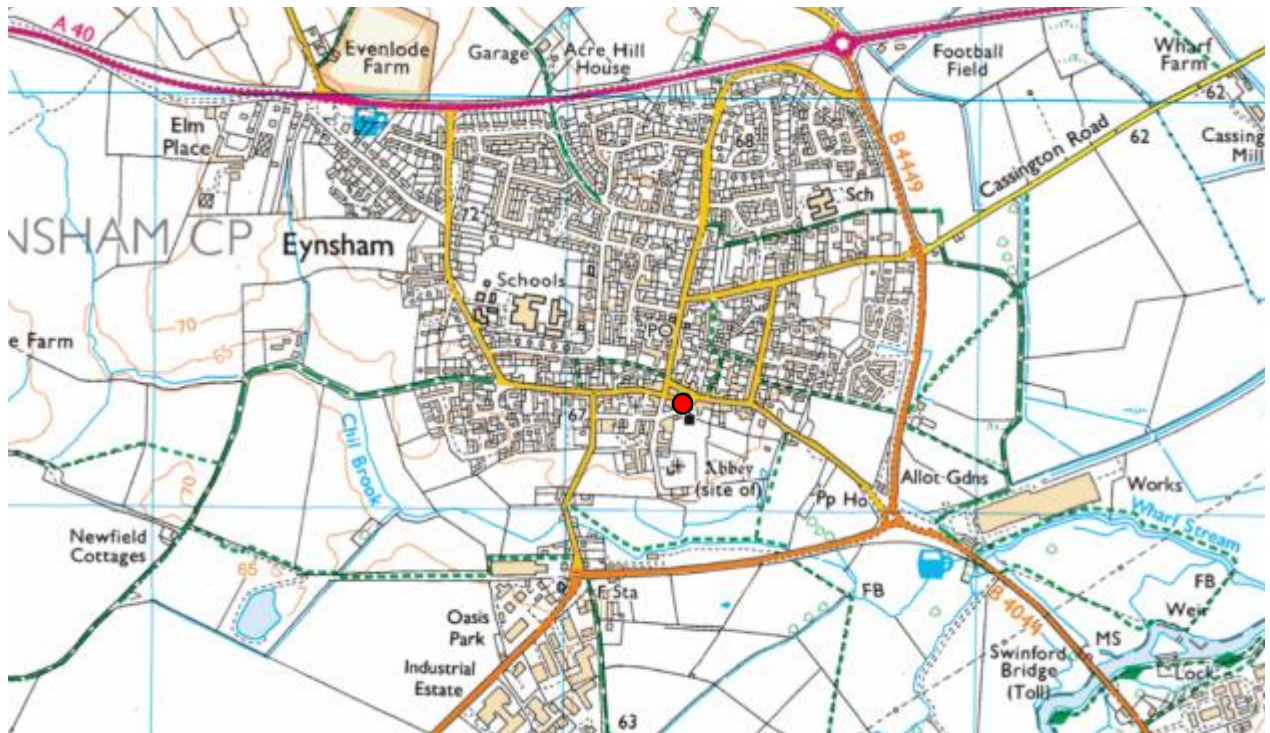 A 40
Evenlode
Farm
Garage
Acre Hill
House
Football
Field
Wharf
Farm
62
Elm
Place
68
B 4449
Cassington Road
62
Cassing
Mill
Sch
72
NSHAM CP
Eynsham
Schools
70
65
PO
e Farm
67
Chill Brook
Abbey
(site of)
Pp Ho
Allot Gdns
Works
Wharf Stream
70
Newfield
Cottages
65
F Sta
FB
FB
Weir
Oasis
Park
B 4044
MS
Swinford
Bridge
(Toll)
Lock
Industrial
Estate
63